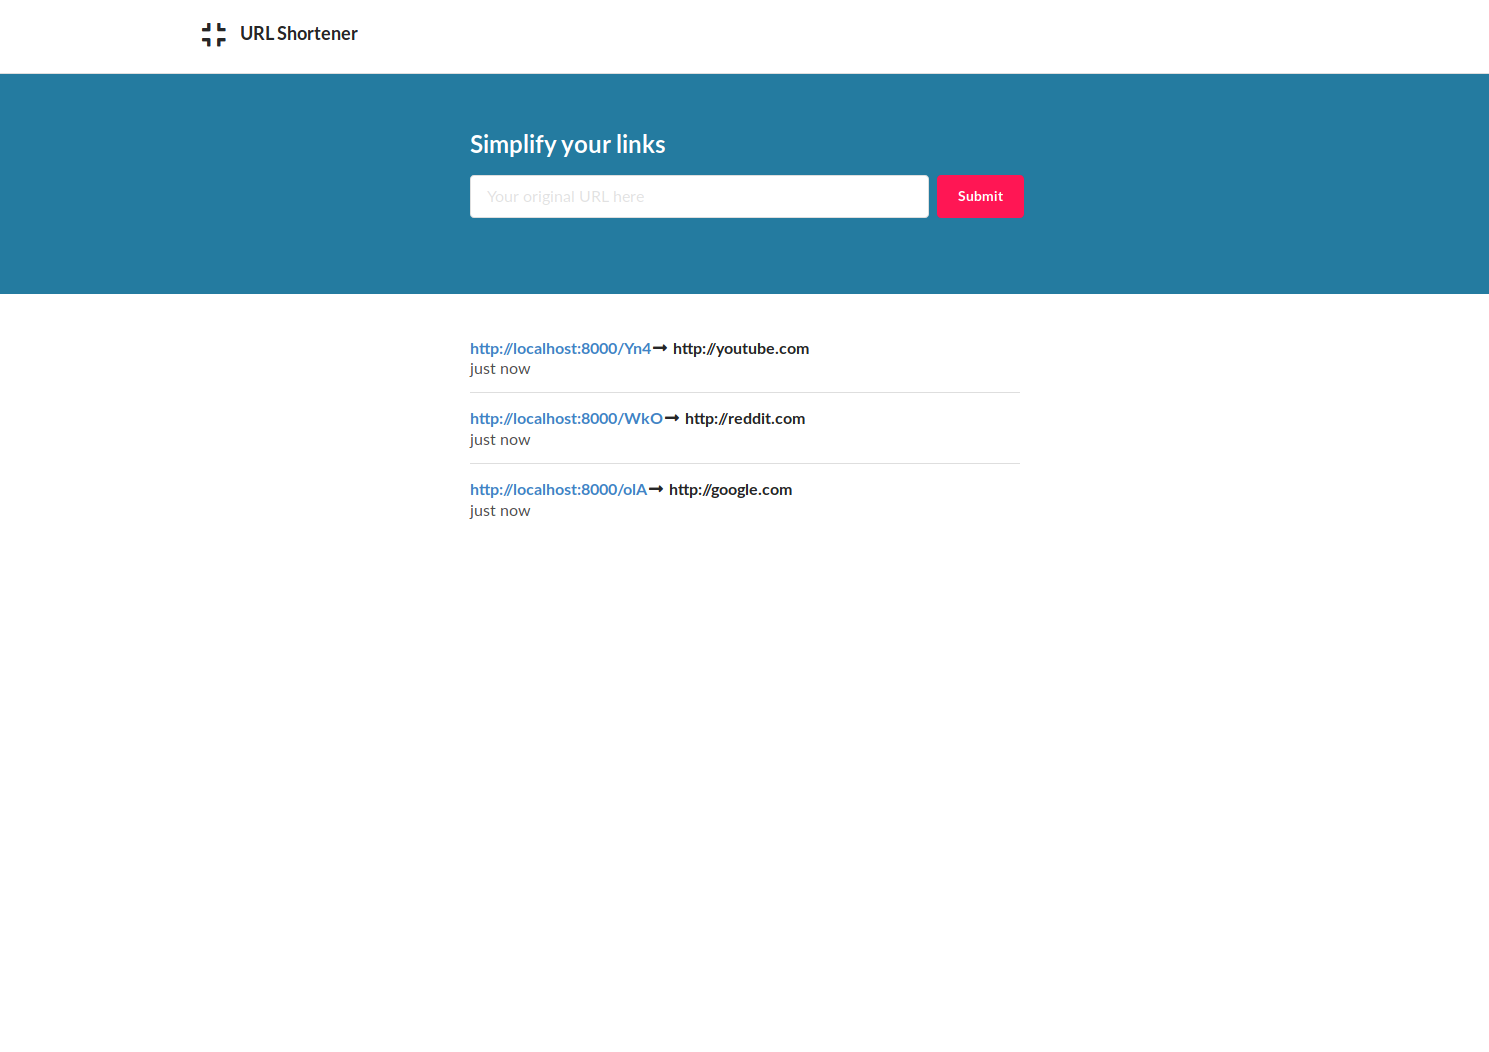 URL Shortener
Simplify your links
Your original URL here
Submit
http://localhost:8000/Yn4 → http://youtube.com
just now
http://localhost:8000/WkO → http://reddit.com
just now
http://localhost:8000/olA → http://google.com
just now